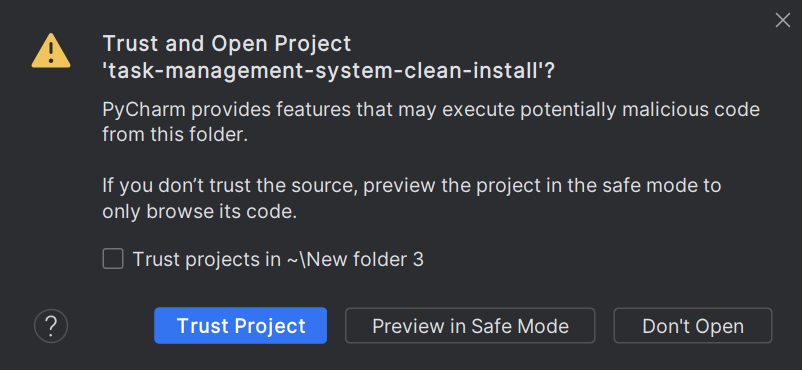 Trust and Open Project
'task-management-system-clean-install'?
PyCharm provides features that may execute potentially malicious code
from this folder.
If you don’t trust the source, preview the project in the safe mode to
only browse its code.
Trust projects in ~\New folder 3
?
Trust Project
Preview in Safe Mode
Don't Open